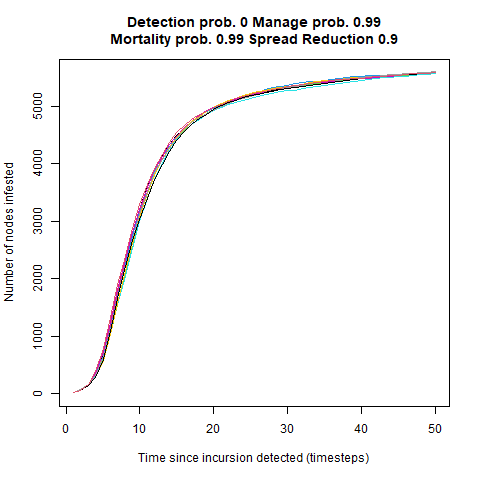 Detection prob. 0 Manage prob. 0.99
Mortality prob. 0.99 Spread Reduction 0.9
Number of nodes infested
5000
4000
3000
2000
1000
0
0 10 20 30 40 50
Time since incursion detected (timesteps)